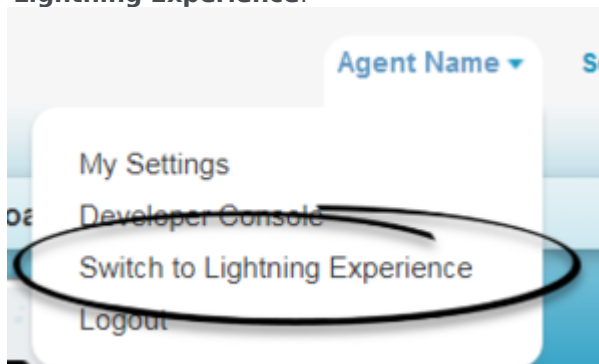 Lightning Experience.
Agent Name
My Settings
Developer Console
Switch to Lightning Experience
Logout